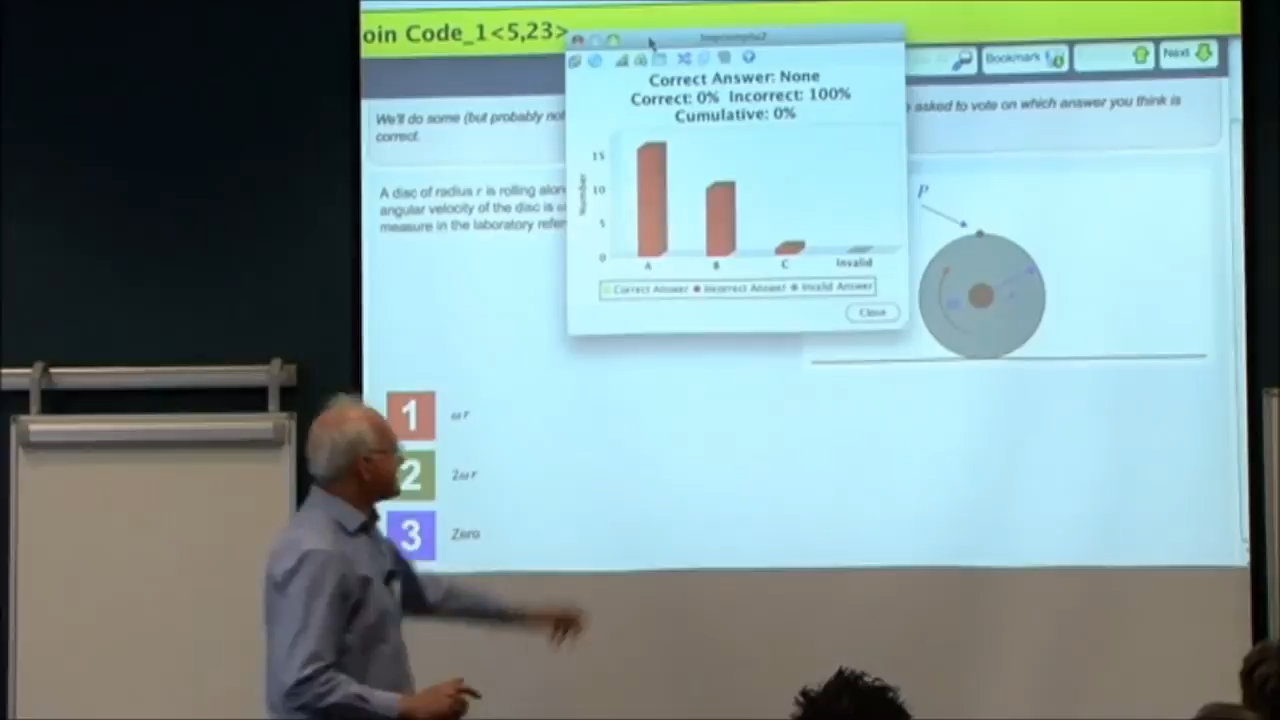 oin Code_1<5,23>
Bookmark
Next
We'll do some (but probably not
asked to vote on which answer you think is
correct.
A disc of radius r is rolling alon
angular velocity of the disc is
measure in the laboratory refer
Correct Answer: None
Correct: 0% Incorrect: 100%
Cumulative: 0%
Number
15
10
5
0
A B C Invalid
Correct Answer Incorrect Answer Invalid Answer
Close
P
r
1 ωr
2 2ωr
3 Zero